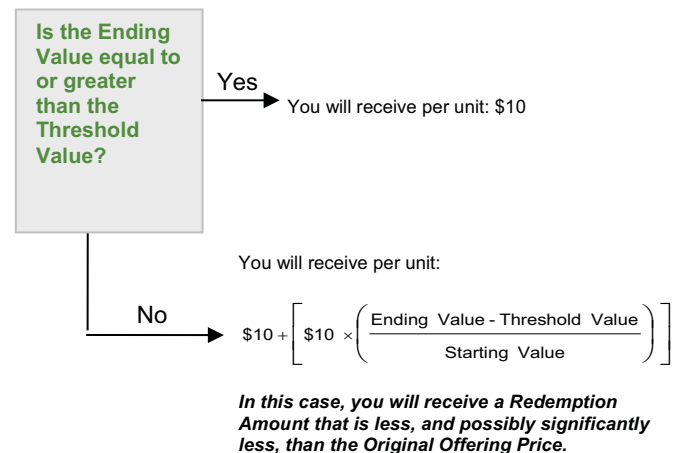 Is the Ending
Value equal to
or greater
than the
Threshold
Value?
Yes
You will receive per unit: $10
No
You will receive per unit:
$10 + [ $10 × ( Ending Value - Threshold Value
Starting Value ) ]
In this case, you will receive a Redemption
Amount that is less, and possibly significantly
less, than the Original Offering Price.